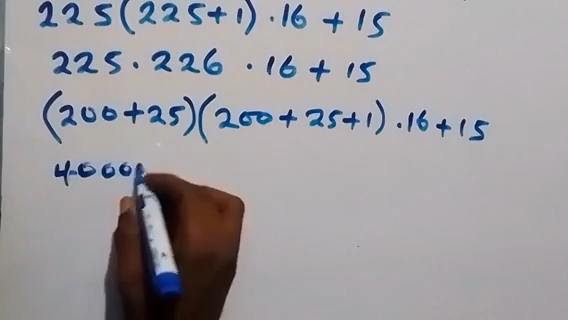 225(225+1).16 + 15
225.226 .16 + 15
(200+25)(200+25+1).16+15
4000